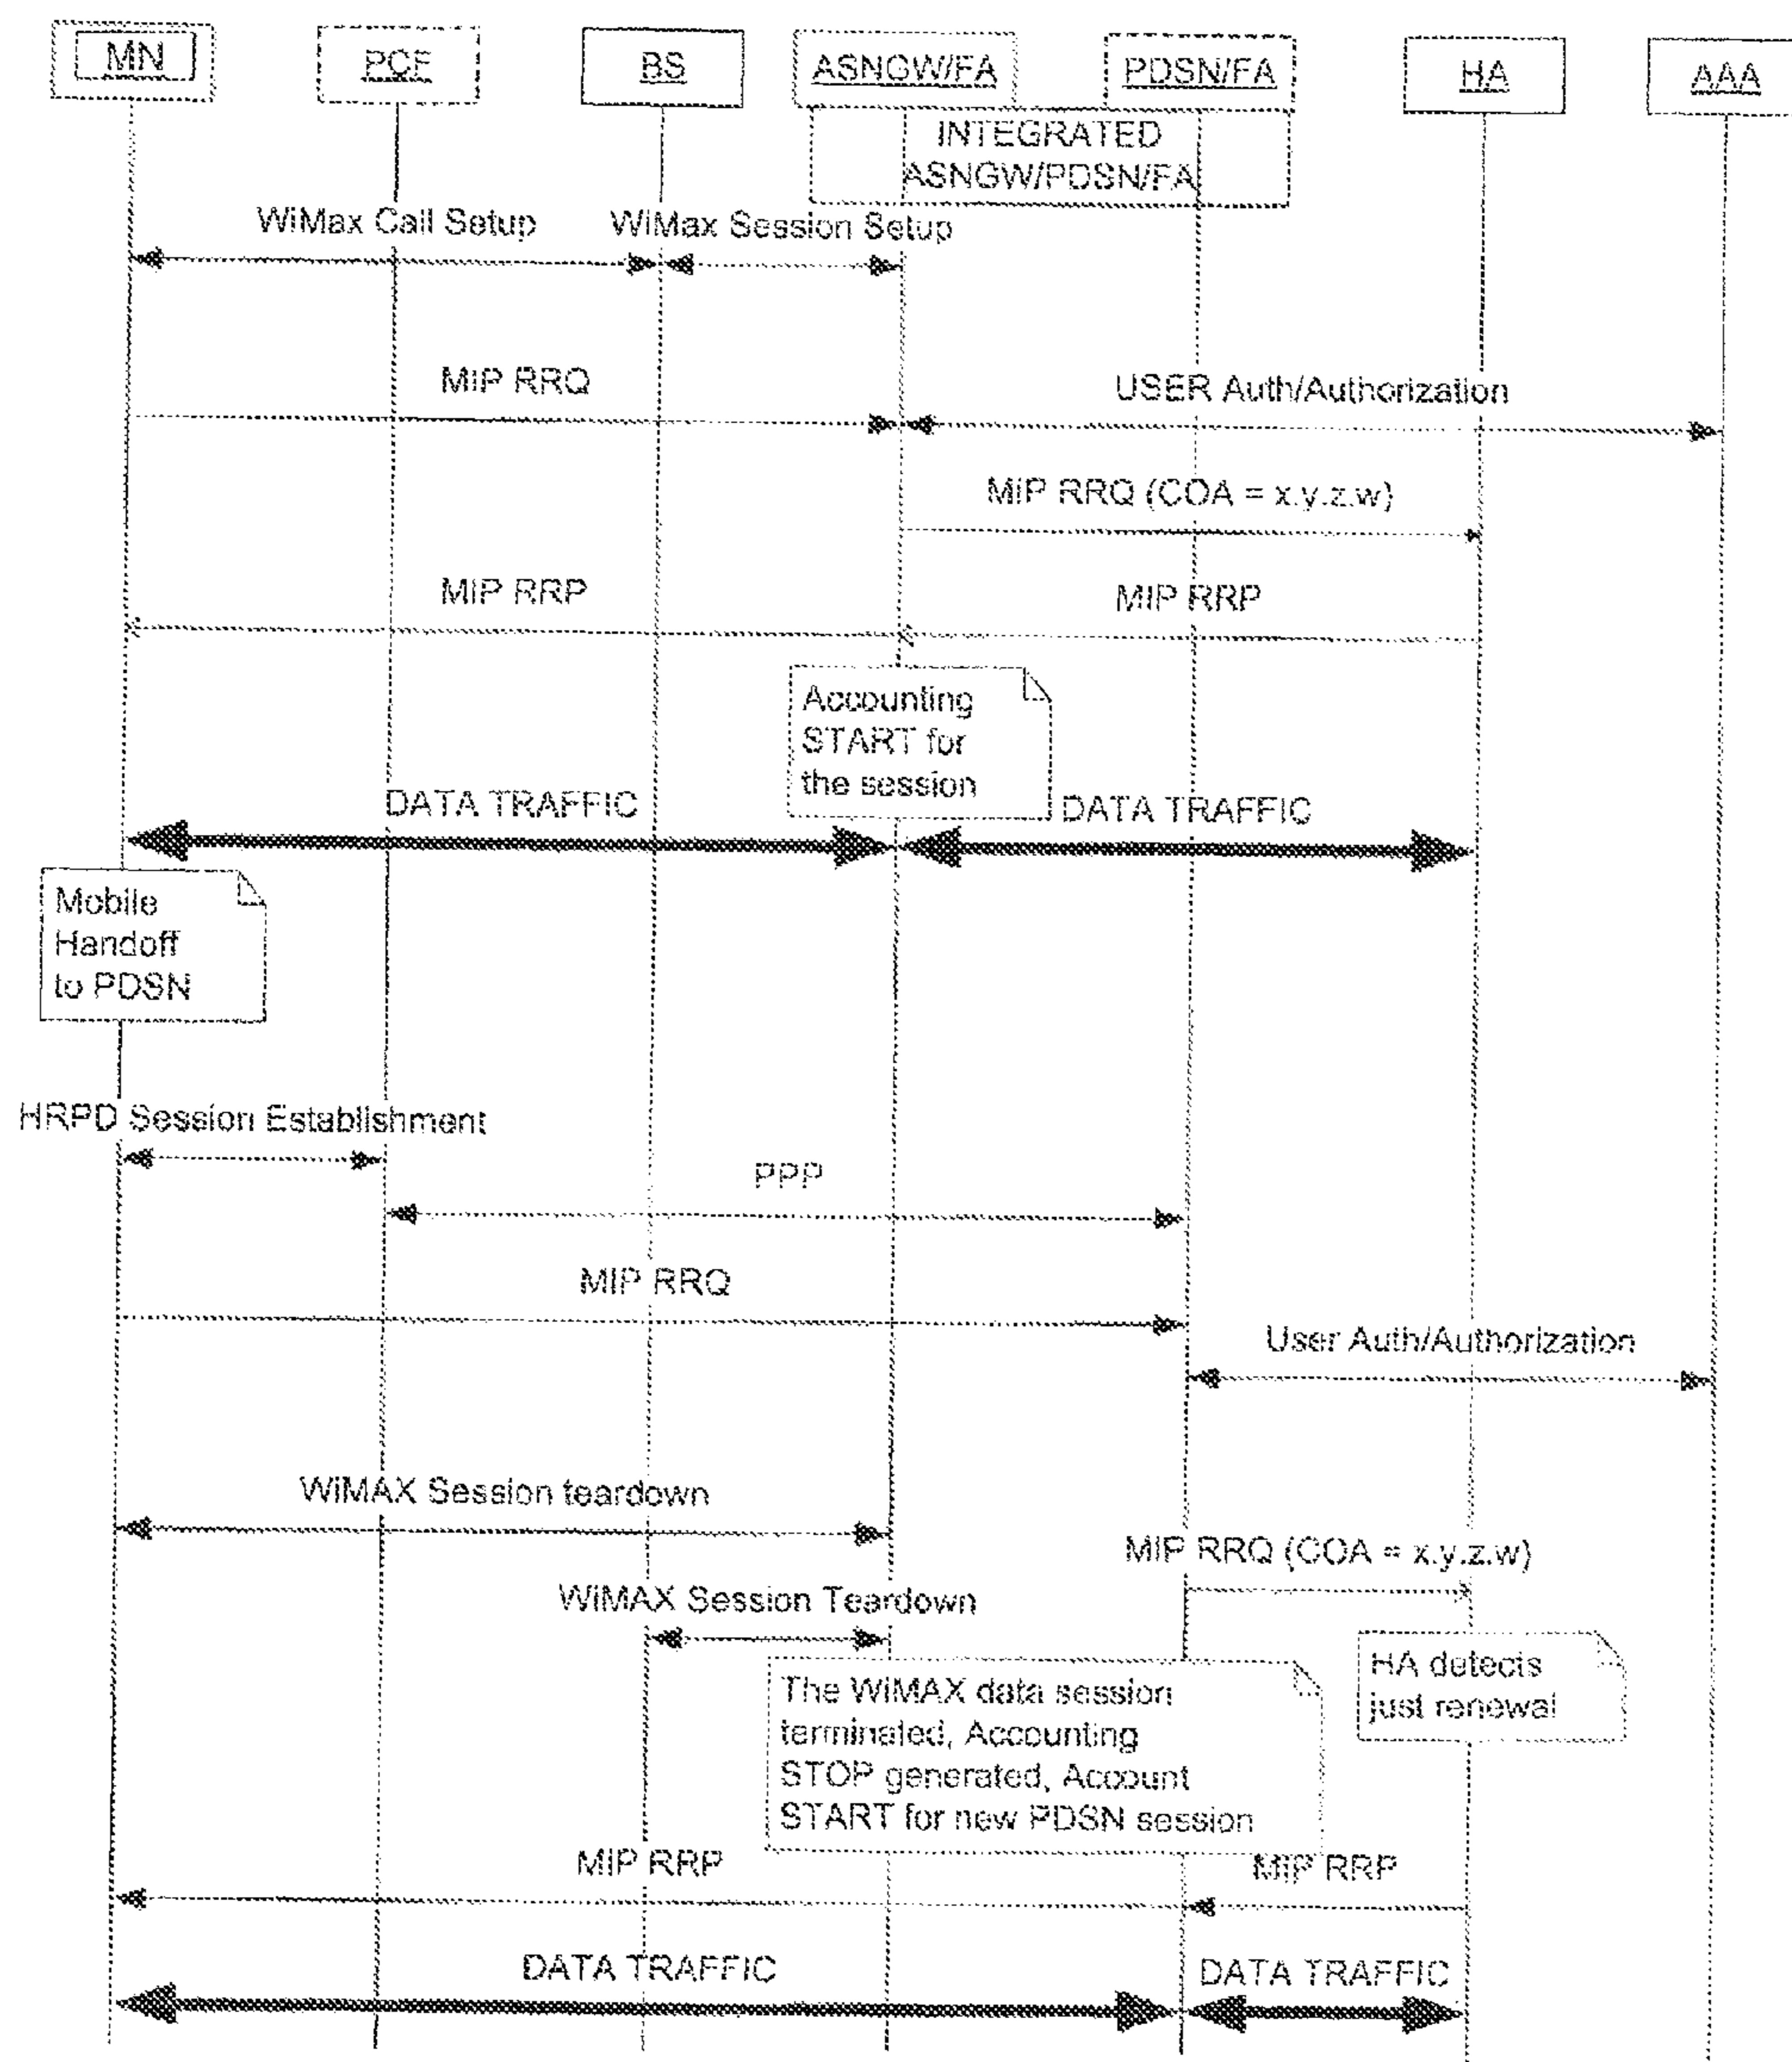 MN
PCF
BS
ASNGW/FA
PDSN/FA
HA
AAA
INTEGRATED
ASNGW/PDSN/FA
WiMax Call Setup
WiMax Session Setup
MIP RRQ
USER Auth/Authorization
MIP RRQ (COA = x.y.z.w)
MIP RRP
MIP RRP
Accounting
START for
the session
DATA TRAFFIC
DATA TRAFFIC
Mobile
Handoff
to PDSN
HRPD Session Establishment
PPP
MIP RRQ
User Auth/Authorization
WiMAX Session teardown
MIP RRQ (COA = x.y.z.w)
WiMAX Session Teardown
HA detects
just renewal
The WiMAX data session
terminated, Accounting
STOP generated, Account
START for new PDSN session
MIP RRP
MIP RRP
DATA TRAFFIC
DATA TRAFFIC